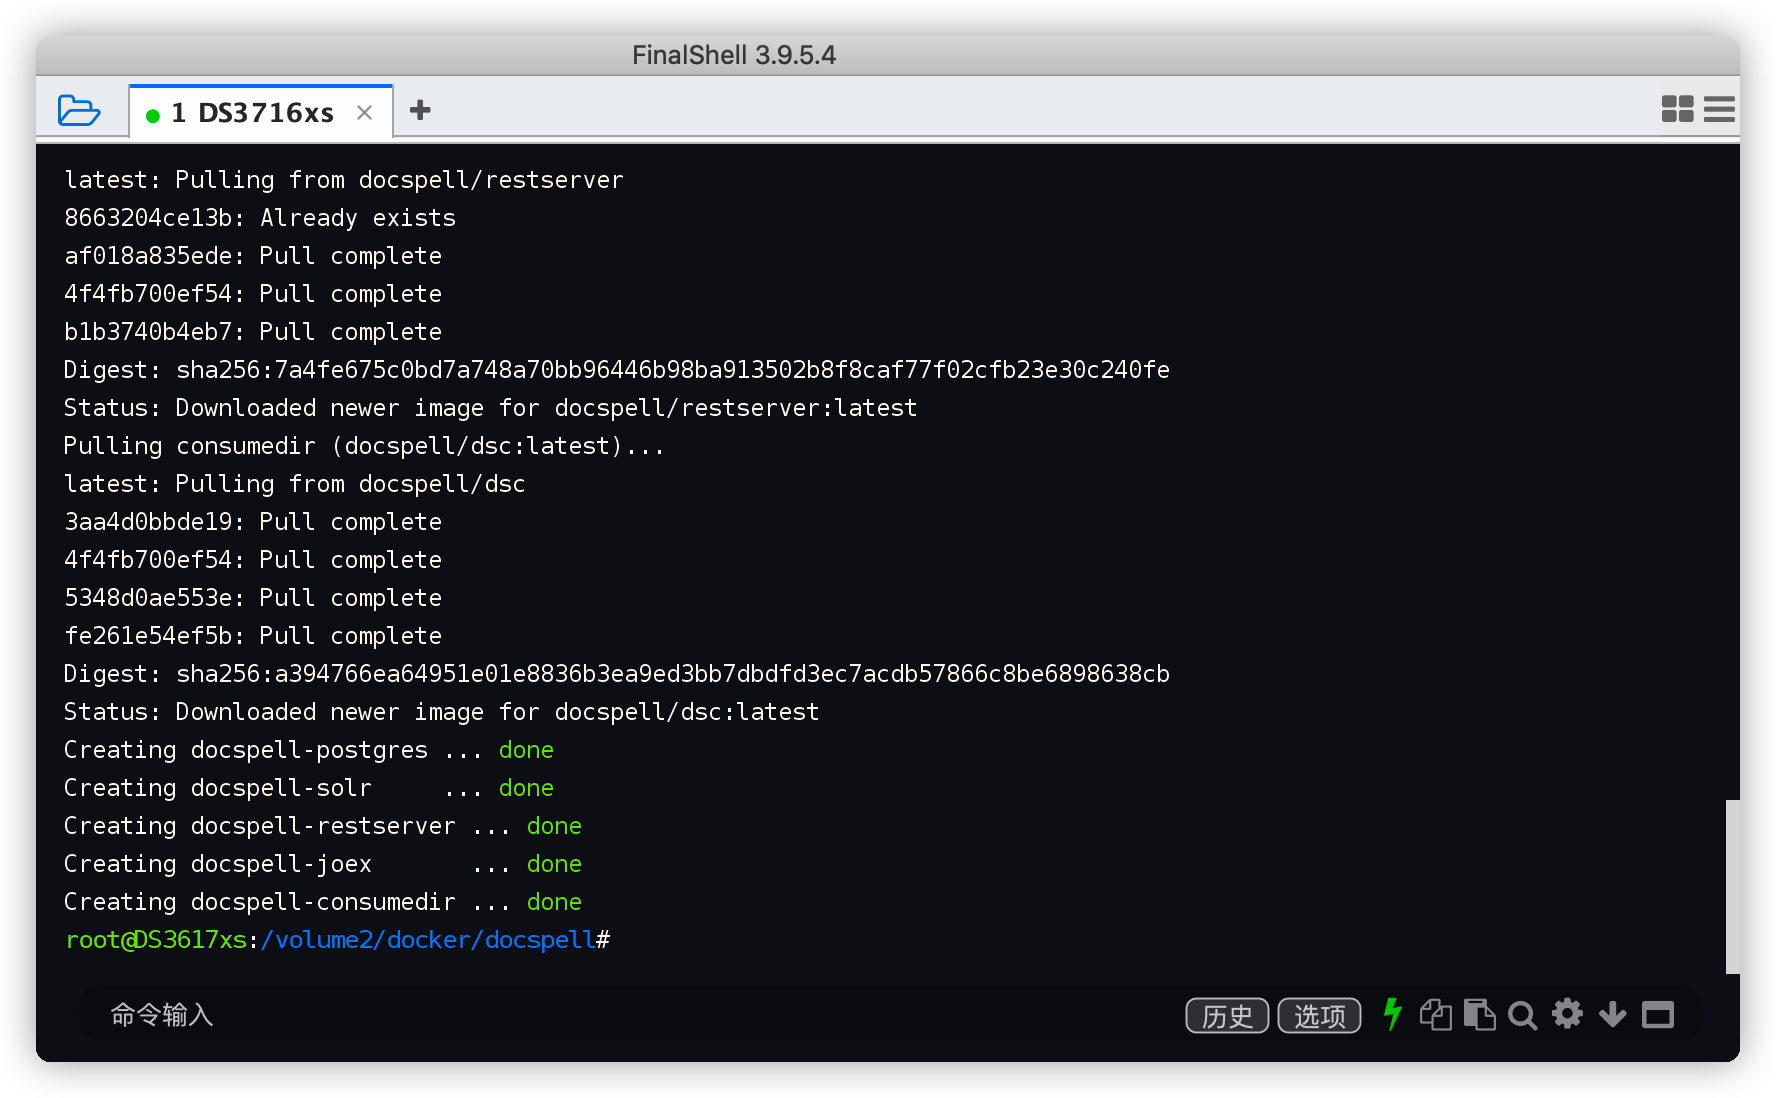 FinalShell 3.9.5.4
1 DS3716xs
latest: Pulling from docspell/restserver
8663204ce13b: Already exists
af018a835ede: Pull complete
4f4fb700ef54: Pull complete
b1b3740b4eb7: Pull complete
Digest: sha256:7a4fe675c0bd7a748a70bb96446b98ba913502b8f8caf77f02cfb23e30c240fe
Status: Downloaded newer image for docspell/restserver:latest
Pulling consumedir (docspell/dsc:latest)...
latest: Pulling from docspell/dsc
3aa4d0bbde19: Pull complete
4f4fb700ef54: Pull complete
5348d0ae553e: Pull complete
fe261e54ef5b: Pull complete
Digest: sha256:a394766ea64951e01e8836b3ea9ed3bb7dbdfd3ec7acdb57866c8be6898638cb
Status: Downloaded newer image for docspell/dsc:latest
Creating docspell-postgres ... done
Creating docspell-solr     ... done
Creating docspell-restserver ... done
Creating docspell-joex       ... done
Creating docspell-consumedir ... done
root@DS3617xs:/volume2/docker/docspell#
命令输入 历史 选项